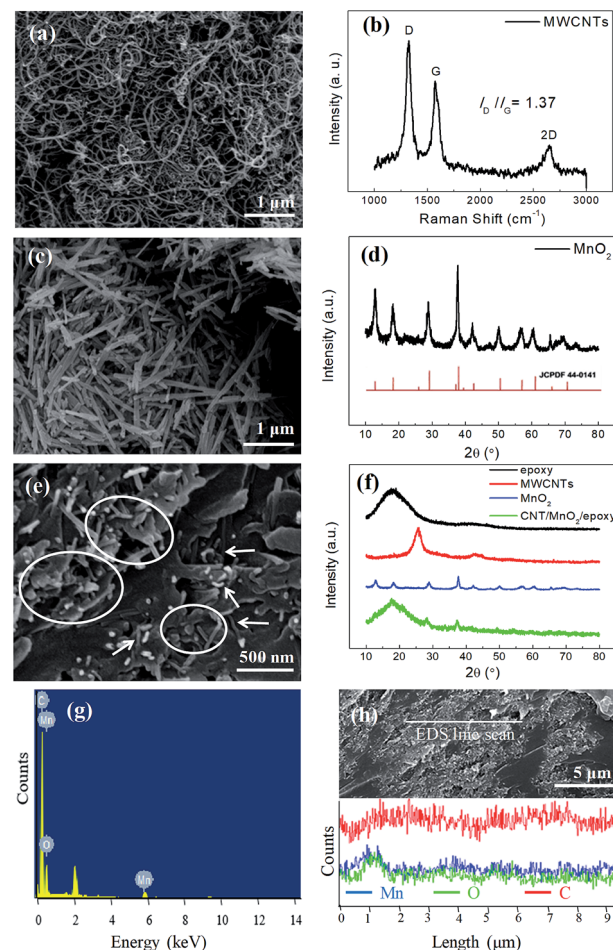 (a)
1 μm
(b)
MWCNTs
D
G
I_D/I_G= 1.37
2D
Intensity (a. u.)
1000 1500 2000 2500 3000
Raman Shift (cm⁻¹)
(c)
1 μm
(d)
MnO₂
JCPDF 44-0141
Intensity (a.u.)
10 20 30 40 50 60 70 80
2θ (°)
(e)
500 nm
(f)
epoxy
MWCNTs
MnO₂
CNT/MnO₂/epoxy
Intensity (a.u.)
10 20 30 40 50 60 70 80
2θ (°)
(g)
C
Mn
O
Mn
Counts
0 2 4 6 8 10 12 14
Energy (keV)
(h)
EDS line scan
5 μm
Counts
Mn O C
0 1 2 3 4 5 6 7 8 9
Length (μm)